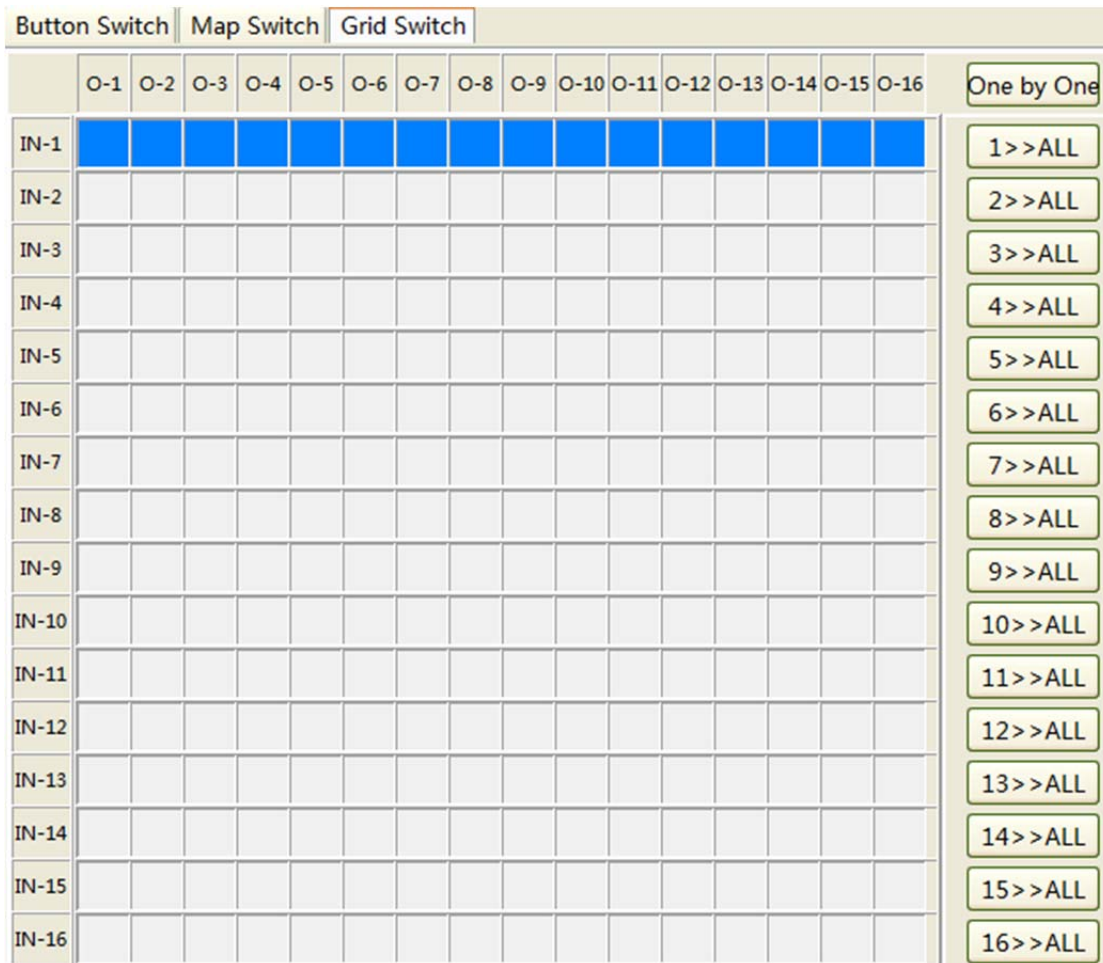 Button Switch Map Switch Grid Switch
O-1 O-2 O-3 O-4 O-5 O-6 O-7 O-8 O-9 O-10 O-11 O-12 O-13 O-14 O-15 O-16 One by One
IN-1 1>>ALL
IN-2 2>>ALL
IN-3 3>>ALL
IN-4 4>>ALL
IN-5 5>>ALL
IN-6 6>>ALL
IN-7 7>>ALL
IN-8 8>>ALL
IN-9 9>>ALL
IN-10 10>>ALL
IN-11 11>>ALL
IN-12 12>>ALL
IN-13 13>>ALL
IN-14 14>>ALL
IN-15 15>>ALL
IN-16 16>>ALL